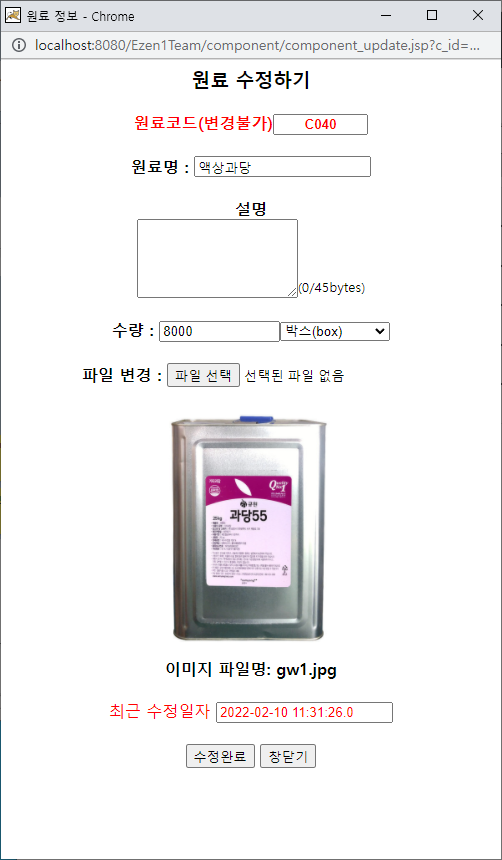 원료 정보 - Chrome
localhost:8080/Ezen1Team/component/component_update.jsp?c_id=...
원료 수정하기
원료코드(변경불가) C040
원료명 : 액상과당
설명
(0/45bytes)
수량 : 8000 박스(box)
파일 변경 : 파일 선택 선택된 파일 없음
과당55
이미지 파일명: gw1.jpg
최근 수정일자 2022-02-10 11:31:26.0
수정완료 창닫기